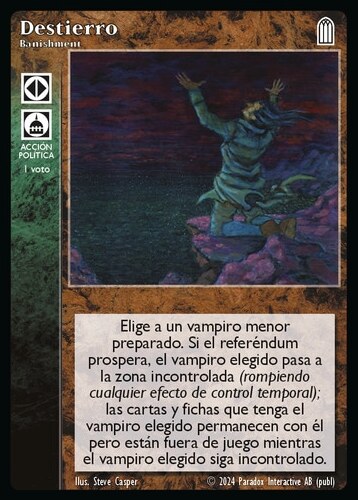 Destierro
Banishment
ACCIÓN
POLÍTICA
1 voto
Elige a un vampiro menor
preparado. Si el referéndum
prospera, el vampiro elegido pasa a
la zona incontrolada (rompiendo
cualquier efecto de control temporal);
las cartas y fichas que tenga el
vampiro elegido permanecen con él
pero están fuera de juego mientras
el vampiro elegido siga incontrolado.
Ilus. Steve Casper © 2024 Paradox Interactive AB (publ)